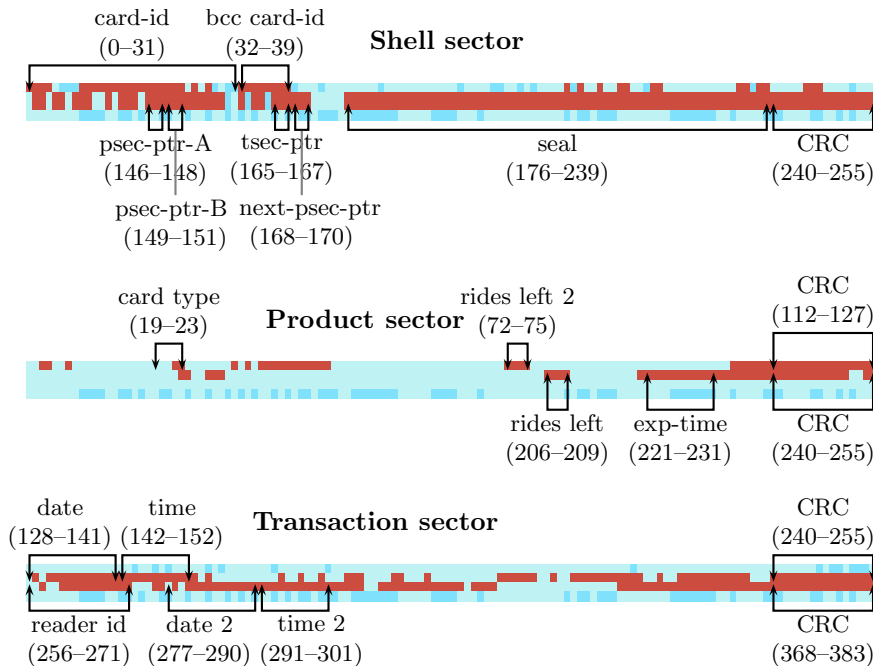 card-id bcc card-id
(0–31) (32–39)
Shell sector
psec-ptr-A tsec-ptr seal CRC
(146–148) (165–167) (176–239) (240–255)
psec-ptr-B next-psec-ptr
(149–151) (168–170)
card type rides left 2 CRC
(19–23) (72–75) (112–127)
Product sector
rides left exp-time CRC
(206–209) (221–231) (240–255)
date time CRC
(128–141) (142–152) (240–255)
Transaction sector
reader id date 2 time 2 CRC
(256–271) (277–290) (291–301) (368–383)